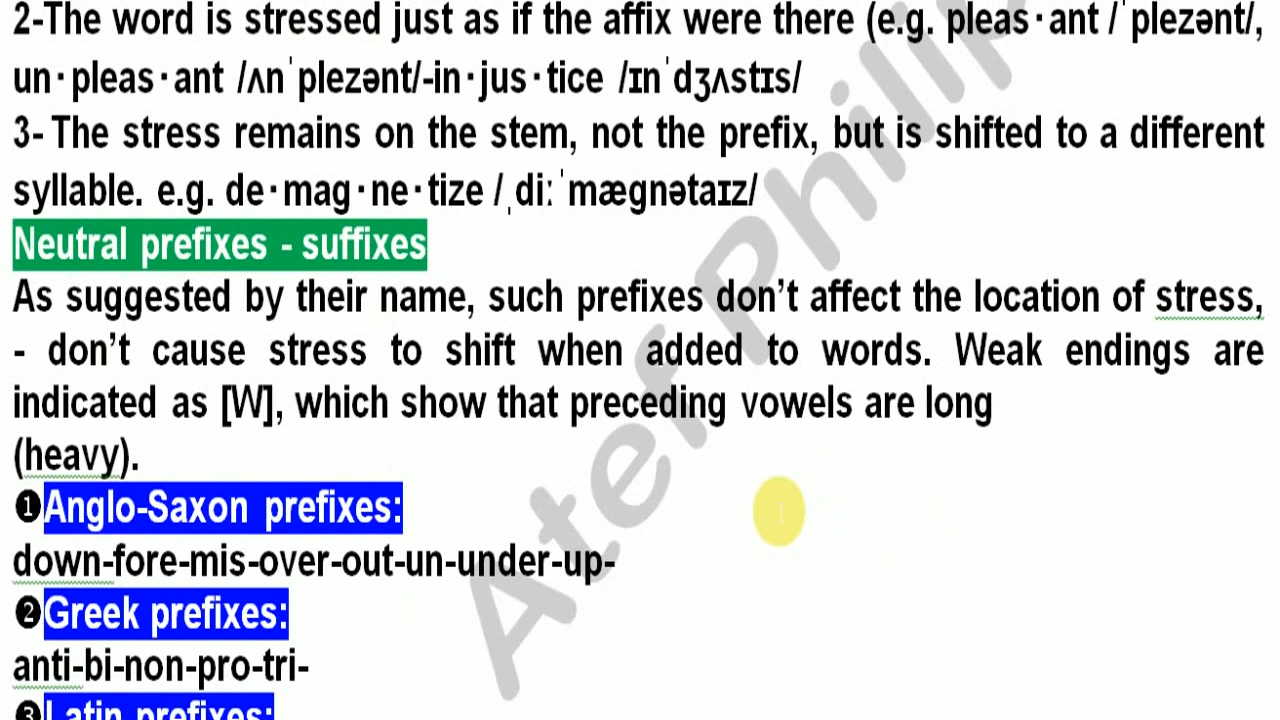 2-The word is stressed just as if the affix were there (e.g. pleas·ant /ˈplezənt/,
un·pleas·ant /ʌnˈplezənt/-in·jus·tice /ɪnˈdʒʌstɪs/
3- The stress remains on the stem, not the prefix, but is shifted to a different
syllable. e.g. de·mag·ne·tize /ˌdiːˈmægnətaɪz/
Neutral prefixes - suffixes
As suggested by their name, such prefixes don’t affect the location of stress,
- don’t cause stress to shift when added to words. Weak endings are
indicated as [W], which show that preceding vowels are long
(heavy).
❶Anglo-Saxon prefixes:
down-fore-mis-over-out-un-under-up-
❷Greek prefixes:
anti-bi-non-pro-tri-
❸Latin prefixes:
Atef Philip